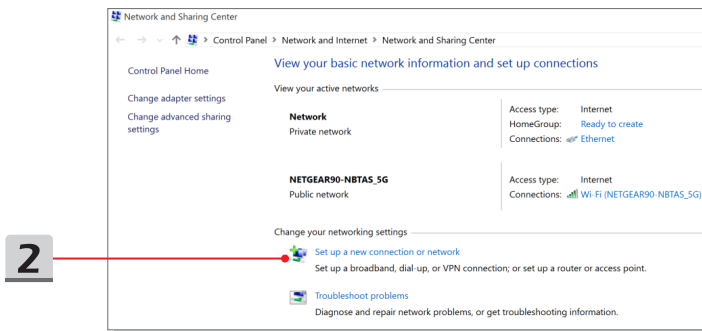 Network and Sharing Center
Control Panel > Network and Internet > Network and Sharing Center
Control Panel Home
Change adapter settings
Change advanced sharing
settings
View your basic network information and set up connections
View your active networks
Network
Private network
Access type: Internet
HomeGroup: Ready to create
Connections: Ethernet
NETGEAR90-NBTAS_5G
Public network
Access type: Internet
Connections: Wi-Fi (NETGEAR90-NBTAS_5G)
Change your networking settings
2
Set up a new connection or network
Set up a broadband, dial-up, or VPN connection; or set up a router or access point.
Troubleshoot problems
Diagnose and repair network problems, or get troubleshooting information.